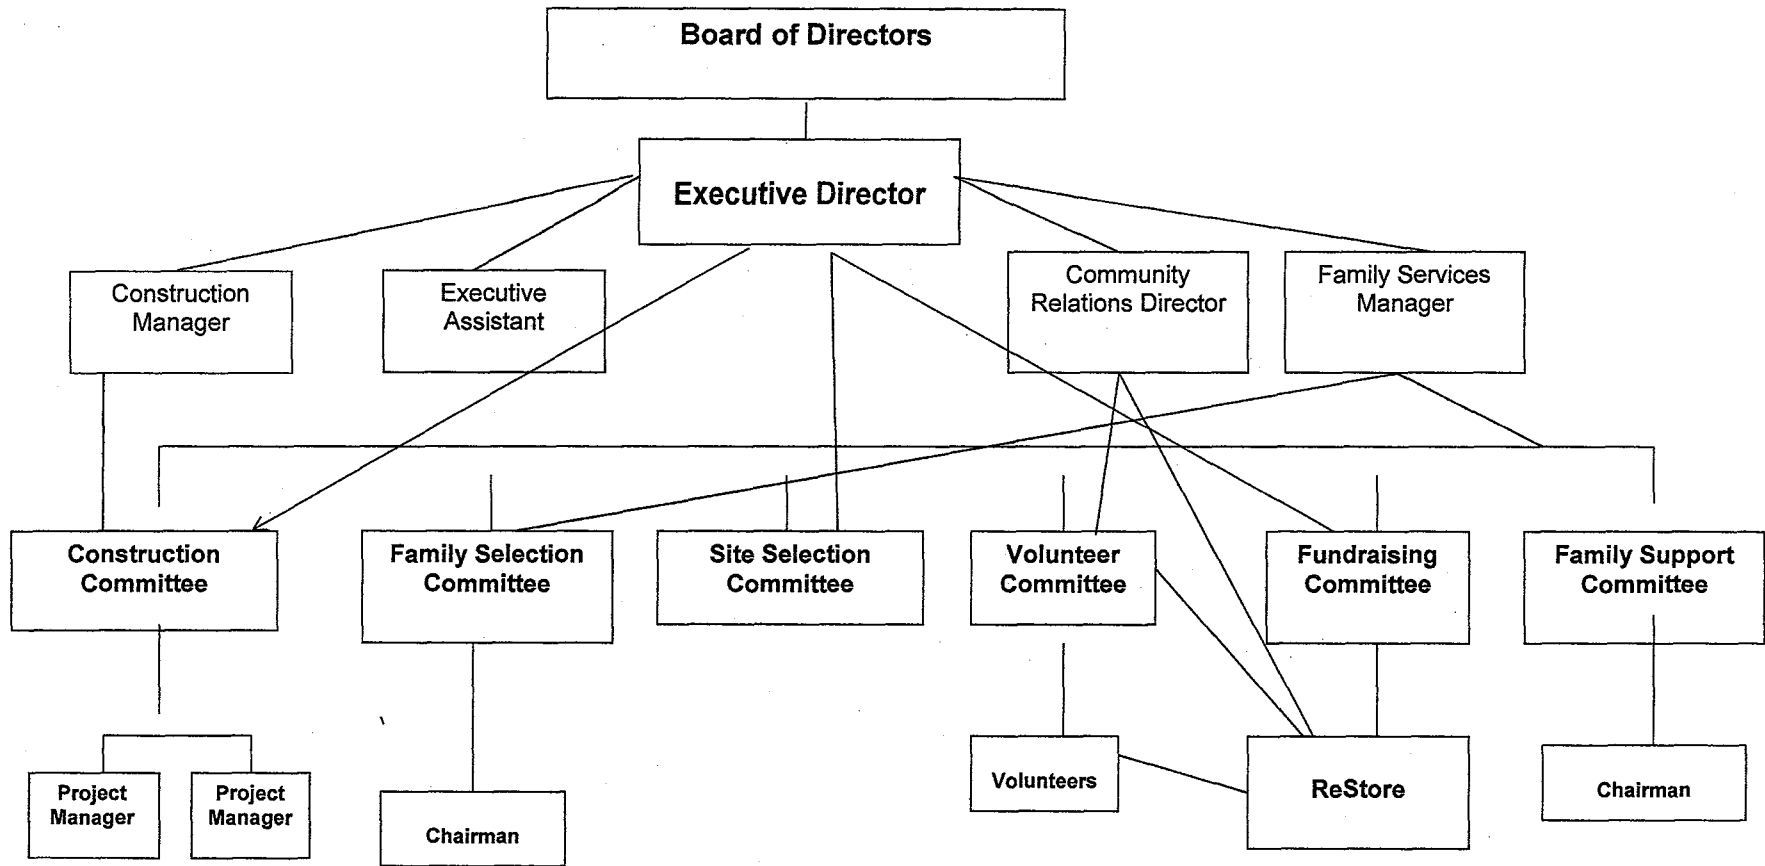 Board of Directors
Executive Director
Construction
Manager
Executive
Assistant
Community
Relations Director
Family Services
Manager
Construction
Committee
Family Selection
Committee
Site Selection
Committee
Volunteer
Committee
Fundraising
Committee
Family Support
Committee
Project
Manager
Project
Manager
Chairman
Volunteers
ReStore
Chairman